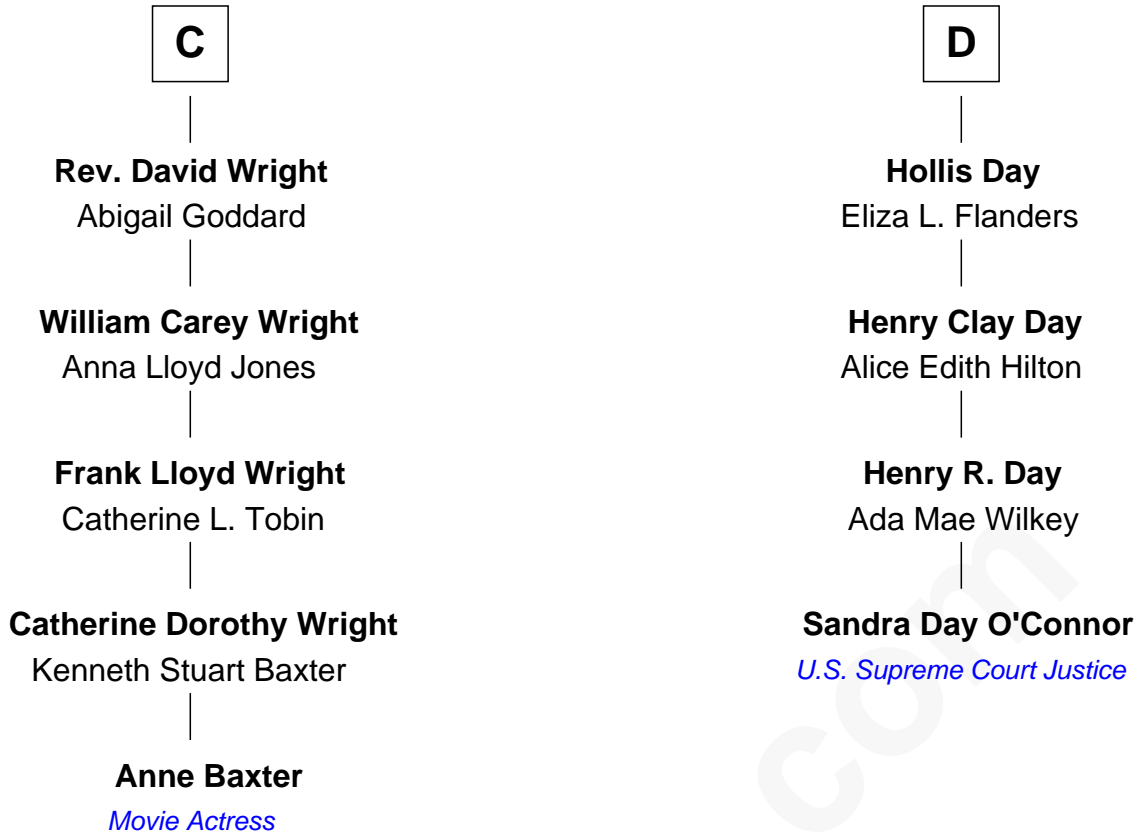 C
Rev. David Wright
Abigail Goddard
William Carey Wright
Anna Lloyd Jones
Frank Lloyd Wright
Catherine L. Tobin
Catherine Dorothy Wright
Kenneth Stuart Baxter
Anne Baxter
Movie Actress
D
Hollis Day
Eliza L. Flanders
Henry Clay Day
Alice Edith Hilton
Henry R. Day
Ada Mae Wilkey
Sandra Day O'Connor
U.S. Supreme Court Justice
com